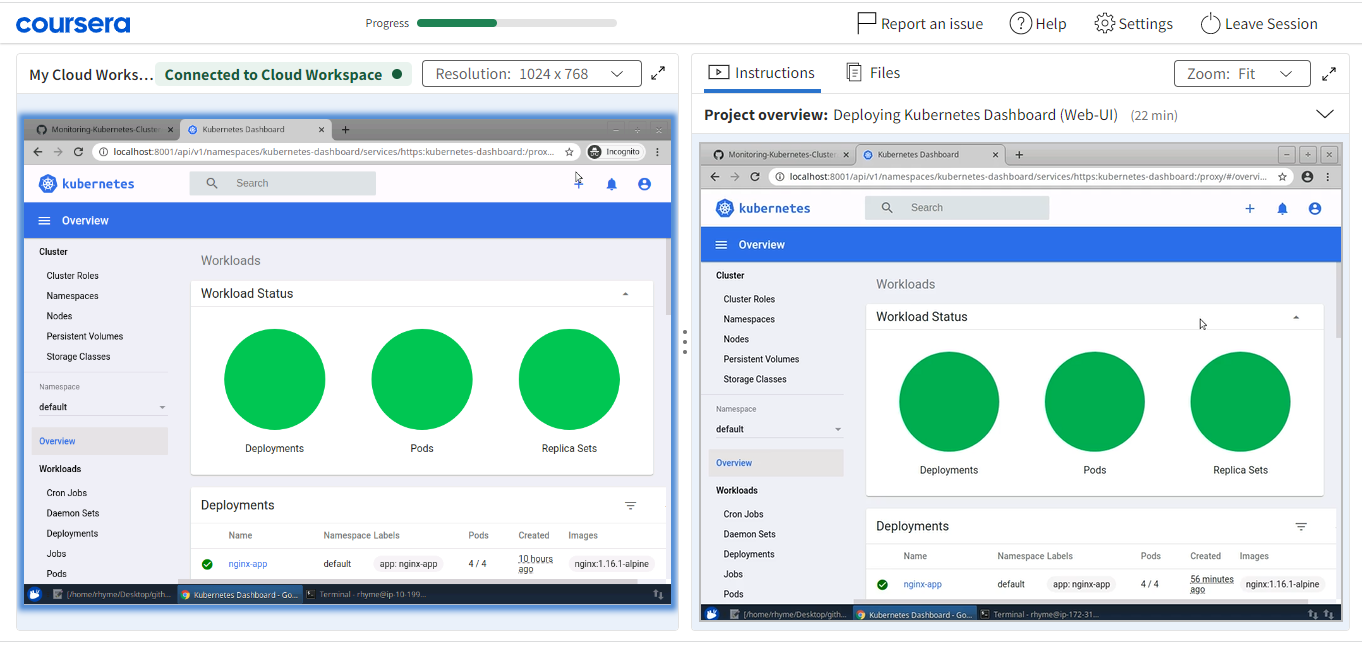 coursera
Progress
Report an issue
Help
Settings
Leave Session
My Cloud Works...
Connected to Cloud Workspace
Resolution: 1024 x 768
Monitoring-Kubernetes-Cluster
Kubernetes Dashboard
localhost:8001/api/v1/namespaces/kubernetes-dashboard/services/https:kubernetes-dashboard:/prox...
Incognito
kubernetes
Search
Overview
Cluster
Cluster Roles
Namespaces
Nodes
Persistent Volumes
Storage Classes
Namespace
default
Overview
Workloads
Cron Jobs
Daemon Sets
Deployments
Jobs
Pods
Workloads
Workload Status
Deployments Pods Replica Sets
Deployments
Name Namespace Labels Pods Created Images
nginx-app default app: nginx-app 4 / 4 10 hours ago nginx:1.16.1-alpine
[/home/rhyme/Desktop/gith...
Kubernetes Dashboard - Go...
Terminal - rhyme@ip-10-199...
Instructions
Files
Zoom: Fit
Project overview: Deploying Kubernetes Dashboard (Web-UI) (22 min)
Monitoring-Kubernetes-Cluster
Kubernetes Dashboard
localhost:8001/api/v1/namespaces/kubernetes-dashboard/services/https:kubernetes-dashboard:/proxy/#/overvi...
kubernetes
Search
Overview
Cluster
Cluster Roles
Namespaces
Nodes
Persistent Volumes
Storage Classes
Namespace
default
Overview
Workloads
Cron Jobs
Daemon Sets
Deployments
Jobs
Pods
Workloads
Workload Status
Deployments Pods Replica Sets
Deployments
Name Namespace Labels Pods Created Images
nginx-app default app: nginx-app 4 / 4 56 minutes ago nginx:1.16.1-alpine
[/home/rhyme/Desktop/gith...
Kubernetes Dashboard - Go...
Terminal - rhyme@ip-172-31...